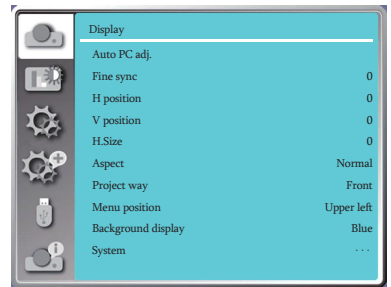 Display
Auto PC adj.
Fine sync 0
H position 0
V position 0
H.Size 0
Aspect Normal
Project way Front
Menu position Upper left
Background display Blue
System ...